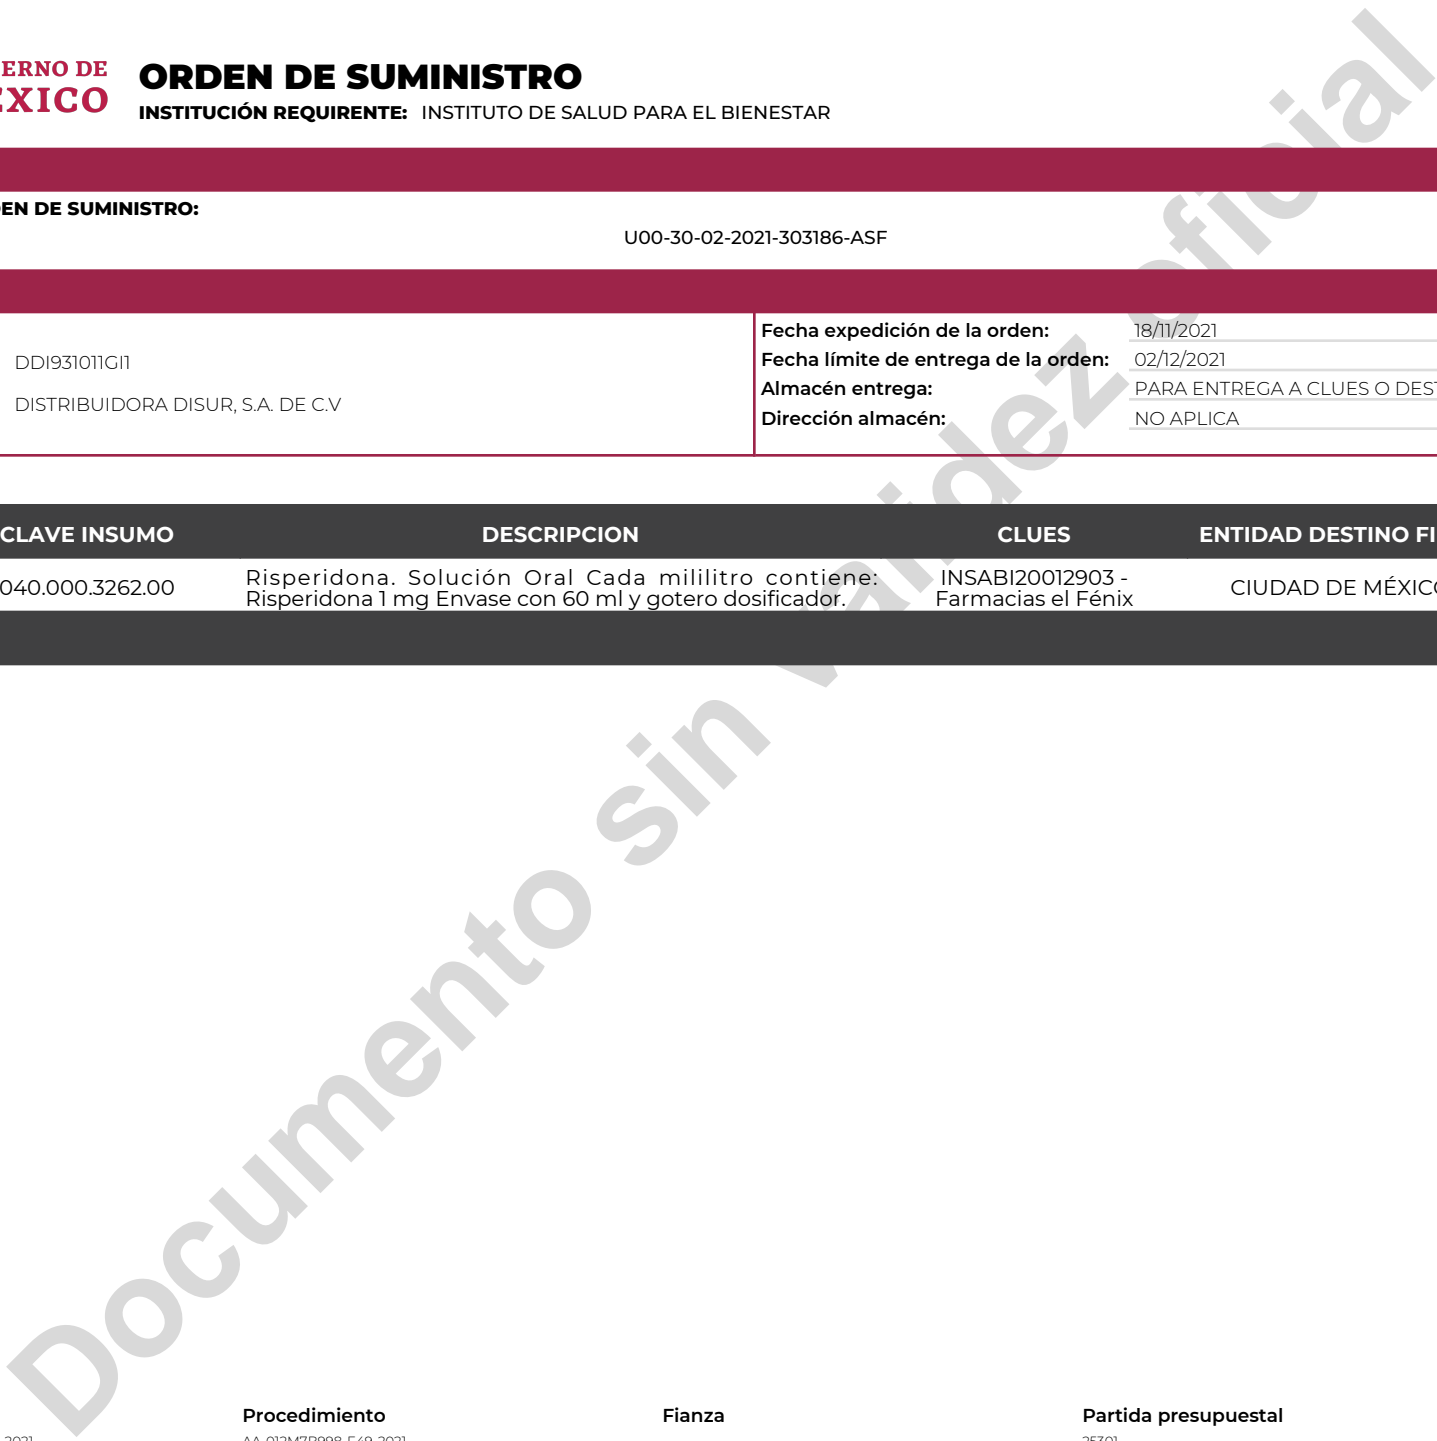 ERNO DE
ORDEN DE SUMINISTRO
INSTITUCIÓN REQUIRENTE: INSTITUTO DE SALUD PARA EL BIENESTAR
EN DE SUMINISTRO:
U00-30-02-2021-303186-ASF
DDI931011GI1
DISTRIBUIDORA DISUR, S.A. DE C.V
Fecha expedición de la orden: 18/11/2021
Fecha límite de entrega de la orden: 02/12/2021
Almacén entrega: PARA ENTREGA A CLUES O DEST
Dirección almacén: NO APLICA
CLAVE INSUMO DESCRIPCION CLUES ENTIDAD DESTINO FI
040.000.3262.00
Risperidona. Solución Oral Cada mililitro contiene:
Risperidona 1 mg Envase con 60 ml y gotero dosificador.
INSABI20012903 -
Farmacias el Fénix
CIUDAD DE MÉXICO
Documento sin validez oficial
Procedimiento Fianza Partida presupuestal